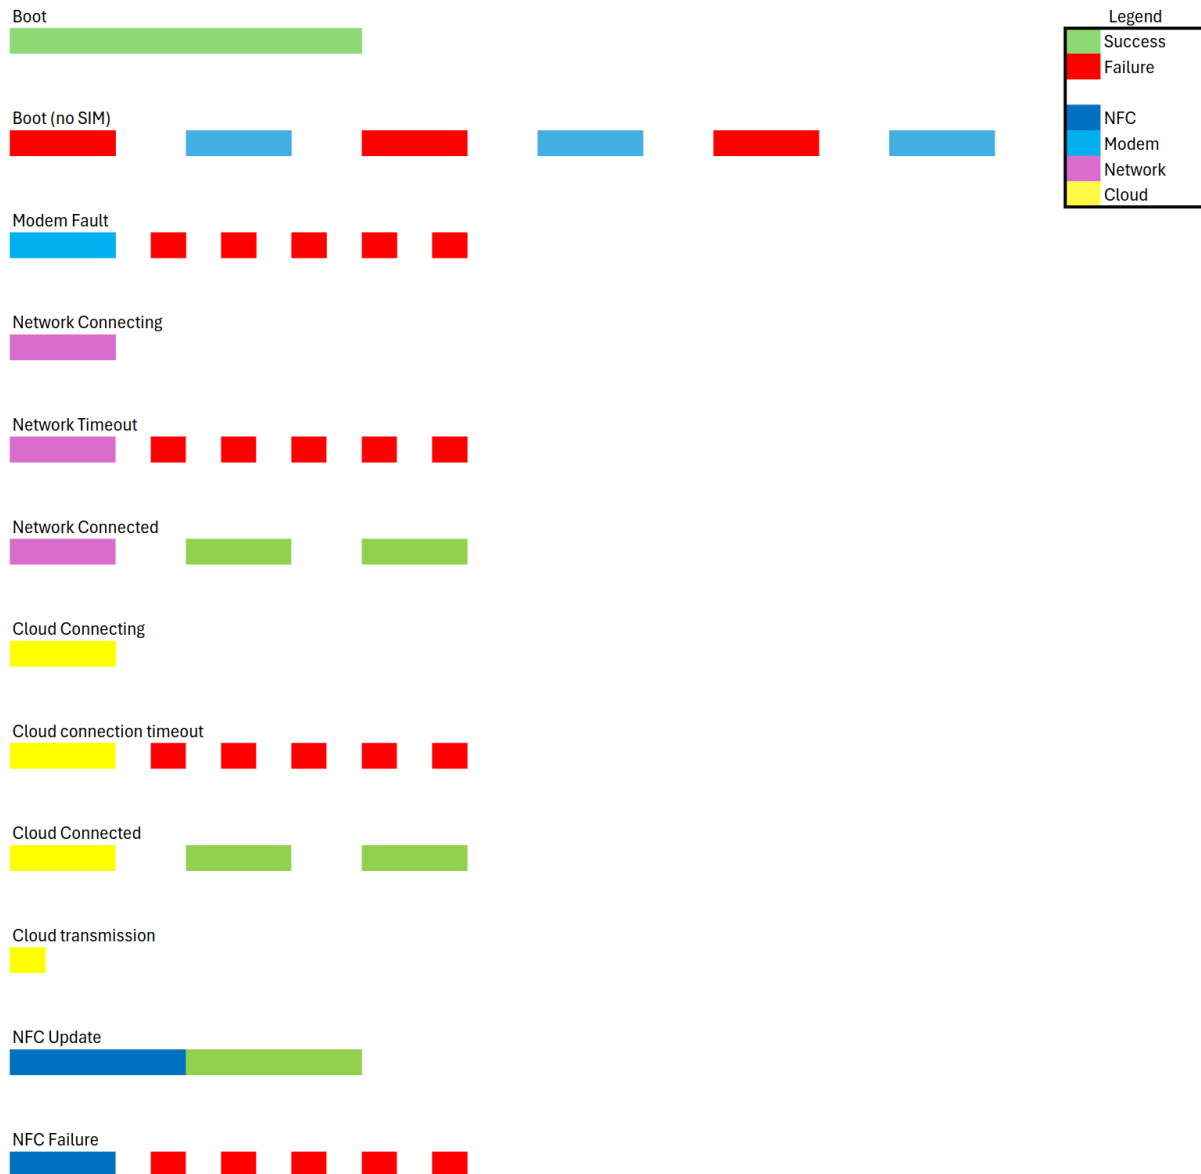 Boot
Legend
Success
Failure
Boot (no SIM)
NFC
Modem
Network
Cloud
Modem Fault
Network Connecting
Network Timeout
Network Connected
Cloud Connecting
Cloud connection timeout
Cloud Connected
Cloud transmission
NFC Update
NFC Failure